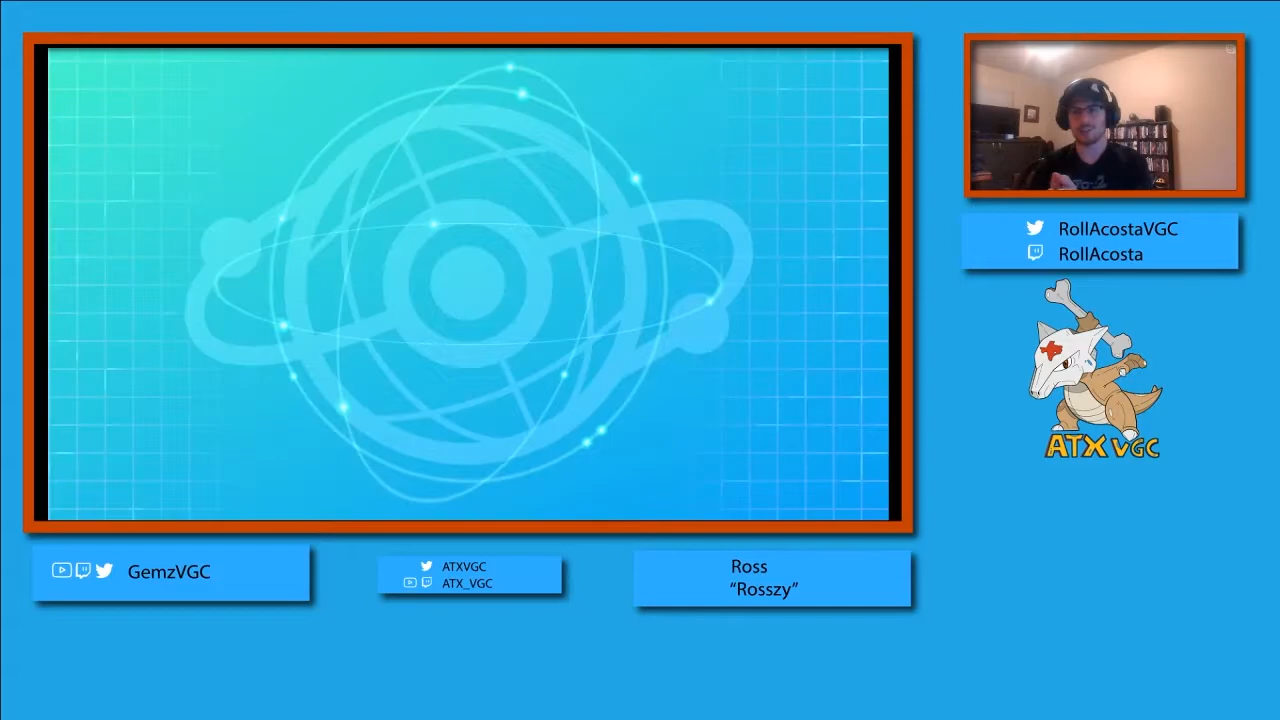 RollAcostaVGC
RollAcosta
ATX VGC
GemzVGC
ATXVGC
ATX_VGC
Ross
“Rosszy”